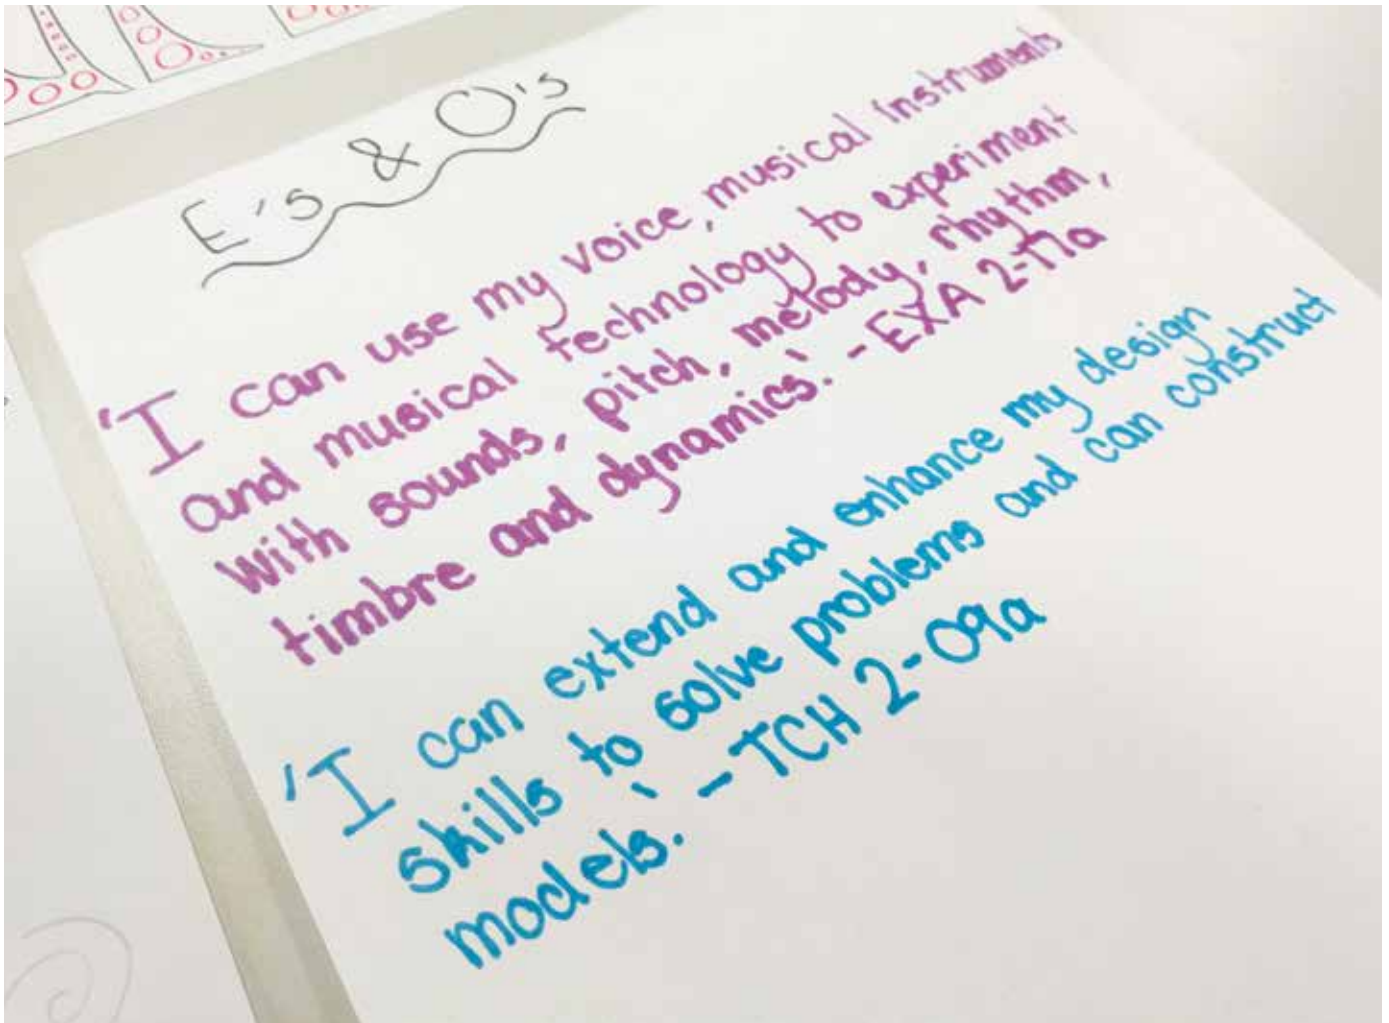 E's & O's
'I can use my voice, musical instruments
and musical technology to experiment
with sounds, pitch, melody, rhythm,
timbre and dynamics.' - EXA 2-17a
'I can extend and enhance my design
skills to solve problems and can construct
models.' - TCH 2-09a